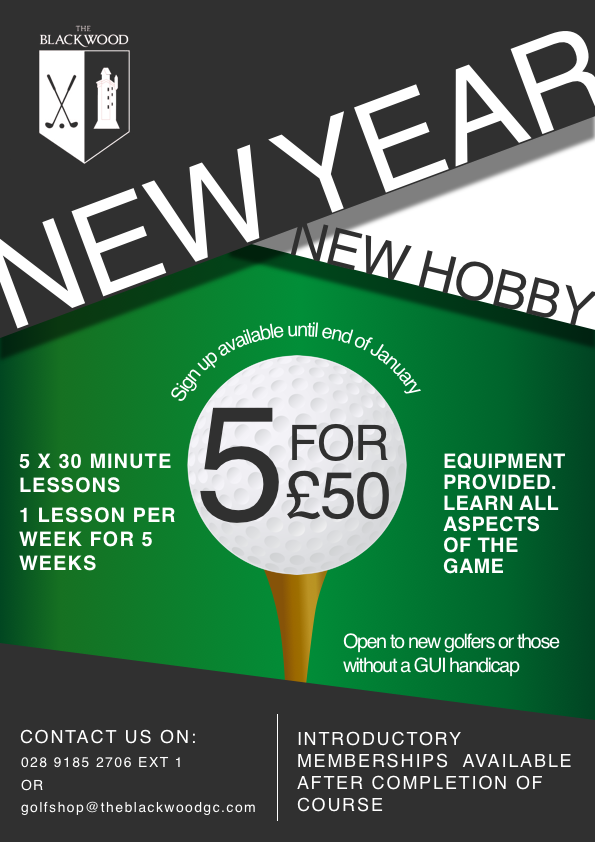 THE
BLACKWOOD
NEW YEAR
NEW HOBBY
Sign up available until end of January
5 FOR
£50
5 X 30 MINUTE
LESSONS
1 LESSON PER
WEEK FOR 5
WEEKS
EQUIPMENT
PROVIDED.
LEARN ALL
ASPECTS
OF THE
GAME
Open to new golfers or those
without a GUI handicap
CONTACT US ON:
028 9185 2706 EXT 1
OR
golfshop@theblackwoodgc.com
INTRODUCTORY
MEMBERSHIPS AVAILABLE
AFTER COMPLETION OF
COURSE